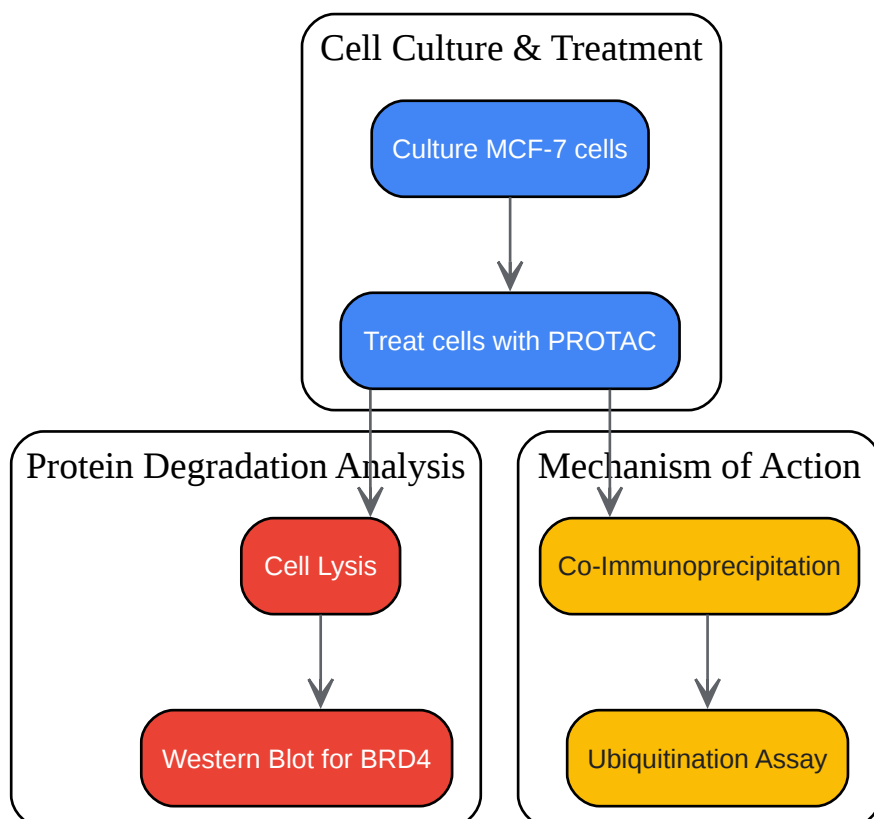 Cell Culture & Treatment
Culture MCF-7 cells
Treat cells with PROTAC
Protein Degradation Analysis
Cell Lysis
Western Blot for BRD4
Mechanism of Action
Co-Immunoprecipitation
Ubiquitination Assay